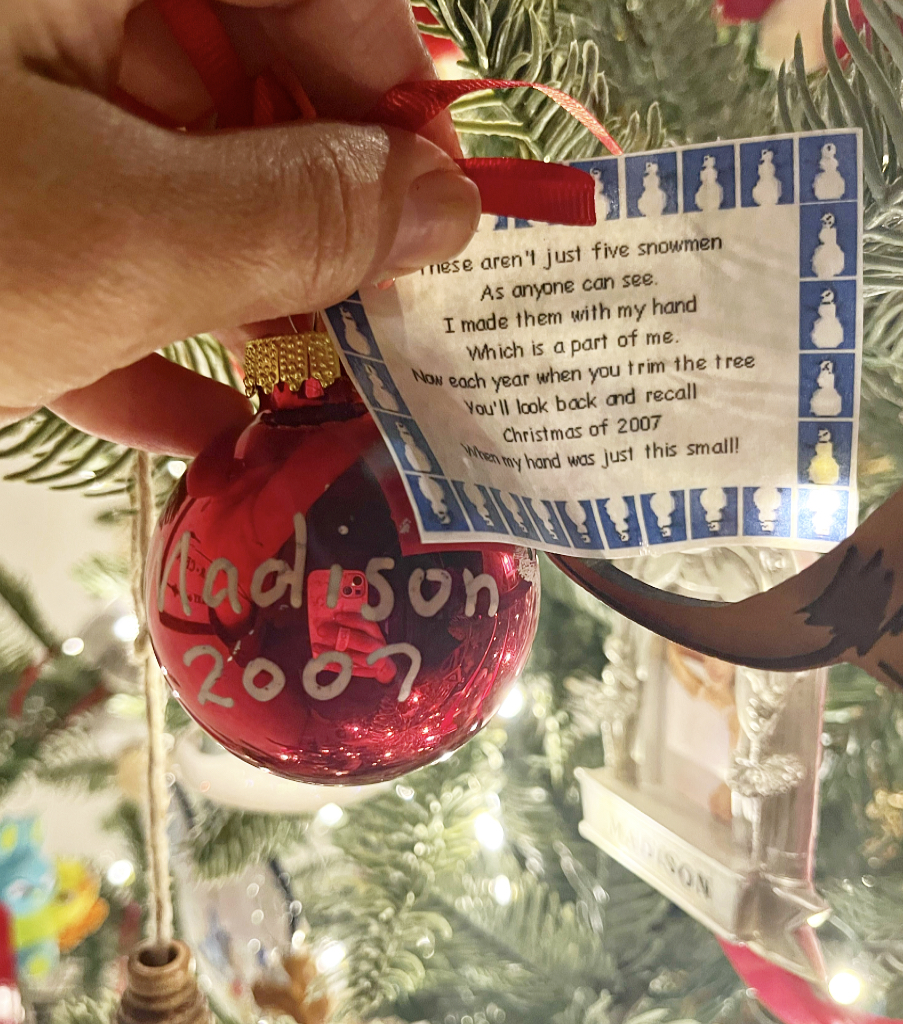 These aren't just five snowmen
As anyone can see.
I made them with my hand
Which is a part of me.
Now each year when you trim the tree
You'll look back and recall
Christmas of 2007
When my hand was just this small!
Madison
2007
MADISON